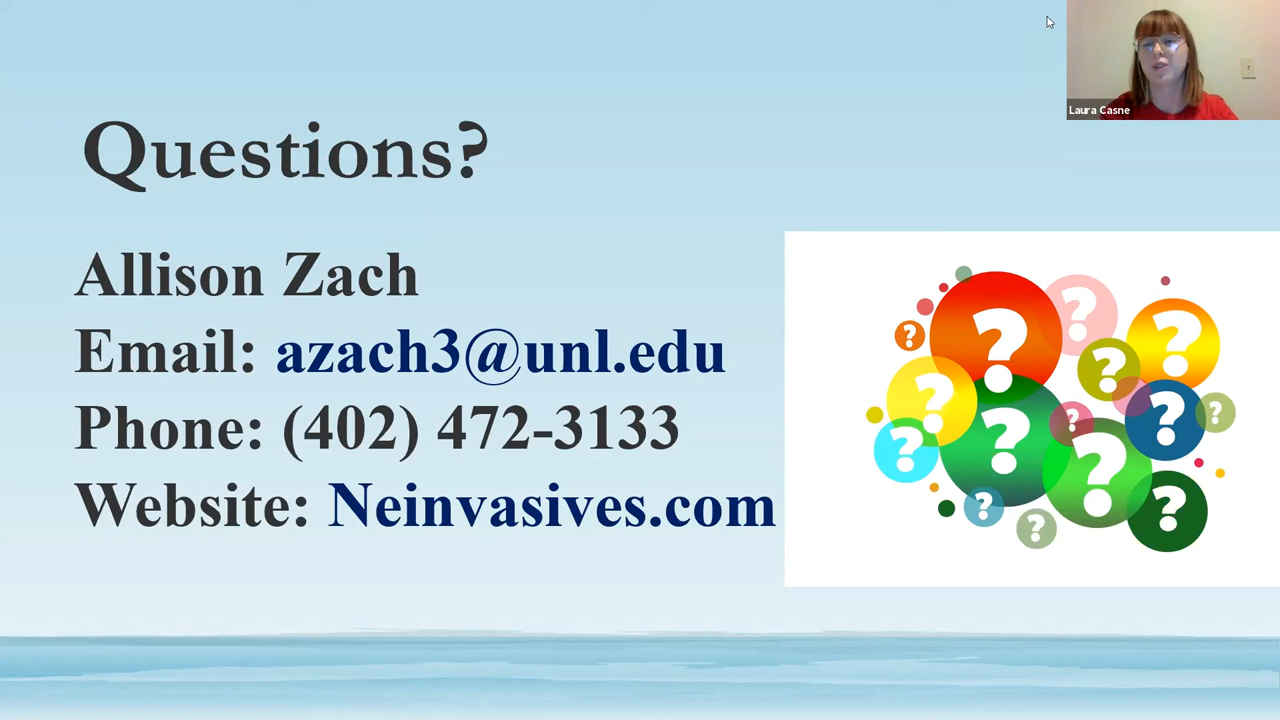 Laura Casne
Questions?
Allison Zach
Email: azach3@unl.edu
Phone: (402) 472-3133
Website: Neinvasives.com
? ? ? ? ? ? ? ? ? ? ? ? ? ?